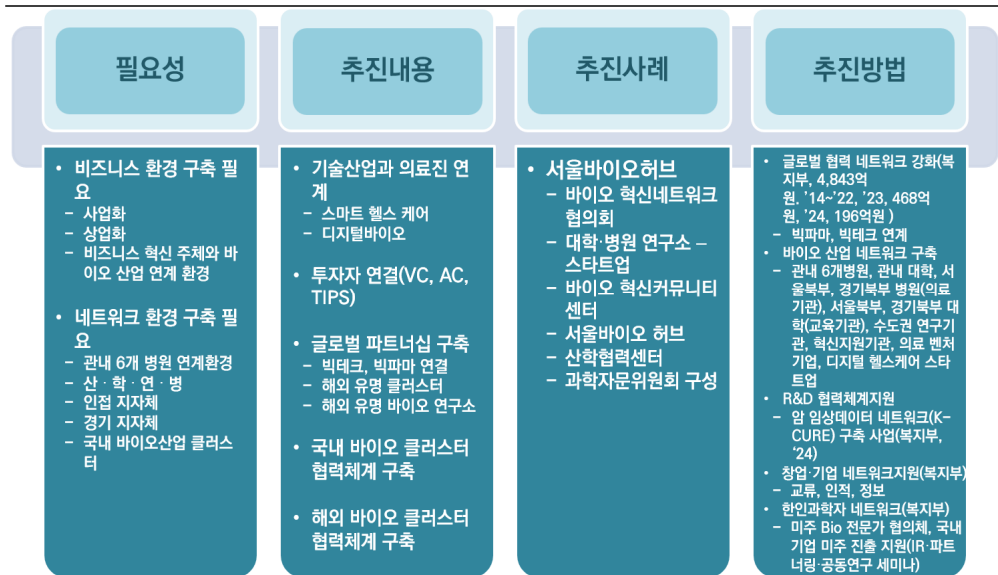 필요성
• 비즈니스 환경 구축 필
요
– 사업화
– 상업화
– 비즈니스 혁신 주체와 바
이오 산업 연계 환경
• 네트워크 환경 구축 필
요
– 관내 6개 병원 연계환경
– 산 · 학 · 연 · 병
– 인접 지자체
– 경기 지자체
– 국내 바이오산업 클러스
터
추진내용
• 기술산업과 의료진 연
계
– 스마트 헬스 케어
– 디지털바이오
• 투자자 연결(VC, AC,
TIPS)
• 글로벌 파트너십 구축
– 빅테크, 빅파마 연결
– 해외 유명 클러스터
– 해외 유명 바이오 연구소
• 국내 바이오 클러스터
협력체계 구축
• 해외 바이오 클러스터
협력체계 구축
추진사례
• 서울바이오허브
– 바이오 혁신네트워크
협의회
– 대학·병원 연구소 –
스타트업
– 바이오 혁신커뮤니티
센터
– 서울바이오 허브
– 산학협력센터
– 과학자문위원회 구성
추진방법
• 글로벌 협력 네트워크 강화(복
지부, 4,843억
원, ’14~’22, ’23, 468억
원, ’24, 196억원 )
– 빅파마, 빅테크 연계
• 바이오 산업 네트워크 구축
– 관내 6개병원, 관내 대학, 서
울북부, 경기북부 병원(의료
기관), 서울북부, 경기북부 대
학(교육기관), 수도권 연구기
관, 혁신지원기관, 의료 벤처
기업, 디지털 헬스케어 스타
트업
• R&D 협력체계지원
– 암 임상데이터 네트워크(K-
CURE) 구축 사업(복지부,
‘24)
• 창업·기업 네트워크지원(복지부)
– 교류, 인적, 정보
• 한인과학자 네트워크(복지부)
– 미주 Bio 전문가 협의체, 국내
기업 미주 진출 지원(IR·파트
너링·공동연구 세미나)